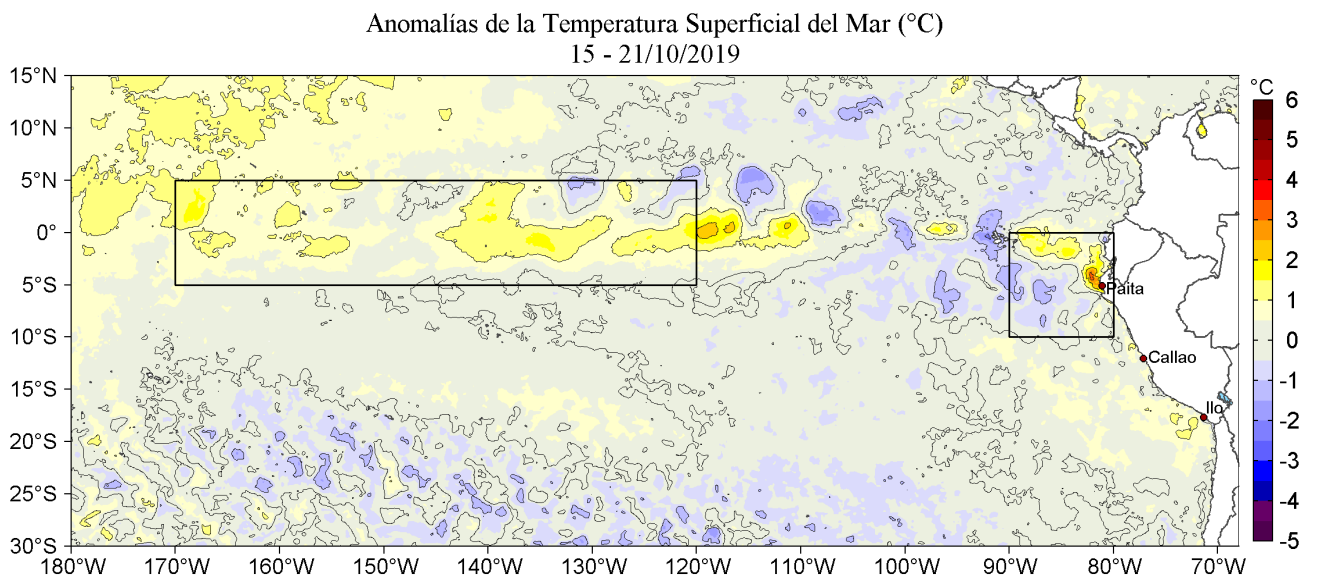 Anomalías de la Temperatura Superficial del Mar (°C)
15 - 21/10/2019
15°N
10°N
5°N
0°
5°S
10°S
15°S
20°S
25°S
30°S
180°W
170°W
160°W
150°W
140°W
130°W
120°W
110°W
100°W
90°W
80°W
70°W
Paita
Callao
Ilo
°C
6
5
4
3
2
1
0
-1
-2
-3
-4
-5